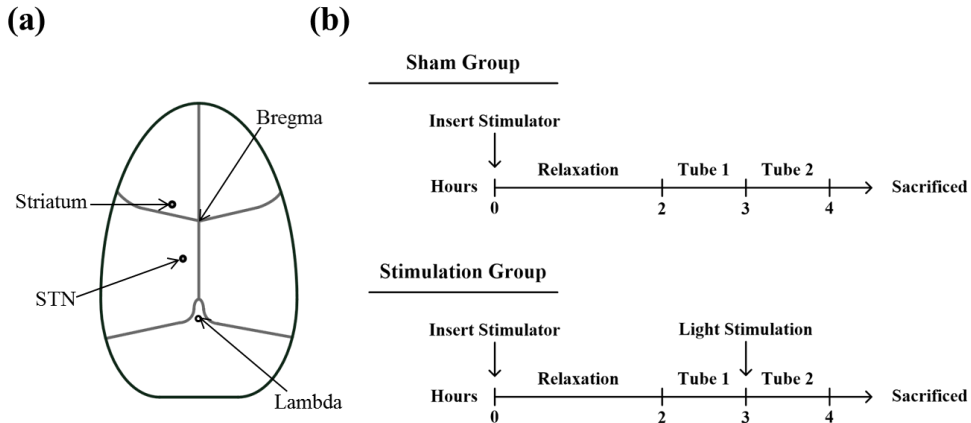 (a)
Bregma
Striatum
STN
Lambda
(b)
Sham Group
Insert Stimulator
Relaxation Tube 1 Tube 2
Hours Sacrificed
0 2 3 4
Stimulation Group
Insert Stimulator Light Stimulation
Relaxation Tube 1 Tube 2
Hours Sacrificed
0 2 3 4